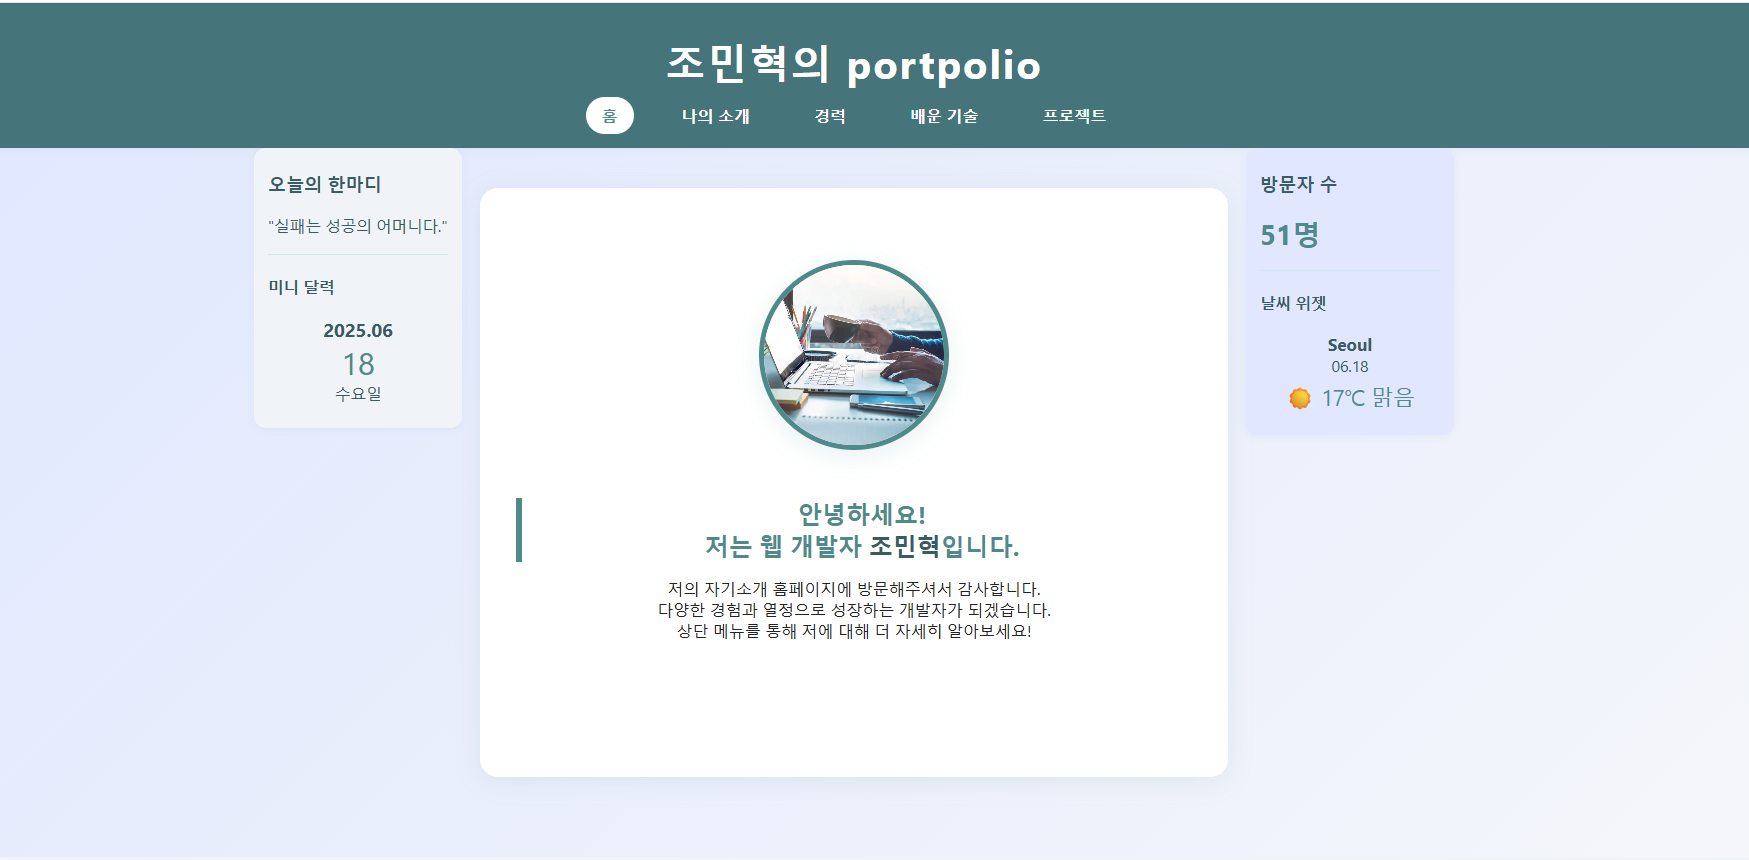 조민혁의 portpolio
홈 나의 소개 경력 배운 기술 프로젝트
오늘의 한마디
"실패는 성공의 어머니다."
미니 달력
2025.06
18
수요일
안녕하세요!
저는 웹 개발자 조민혁입니다.
저의 자기소개 홈페이지에 방문해주셔서 감사합니다.
다양한 경험과 열정으로 성장하는 개발자가 되겠습니다.
상단 메뉴를 통해 저에 대해 더 자세히 알아보세요!
방문자 수
51명
날씨 위젯
Seoul
06.18
17℃ 맑음